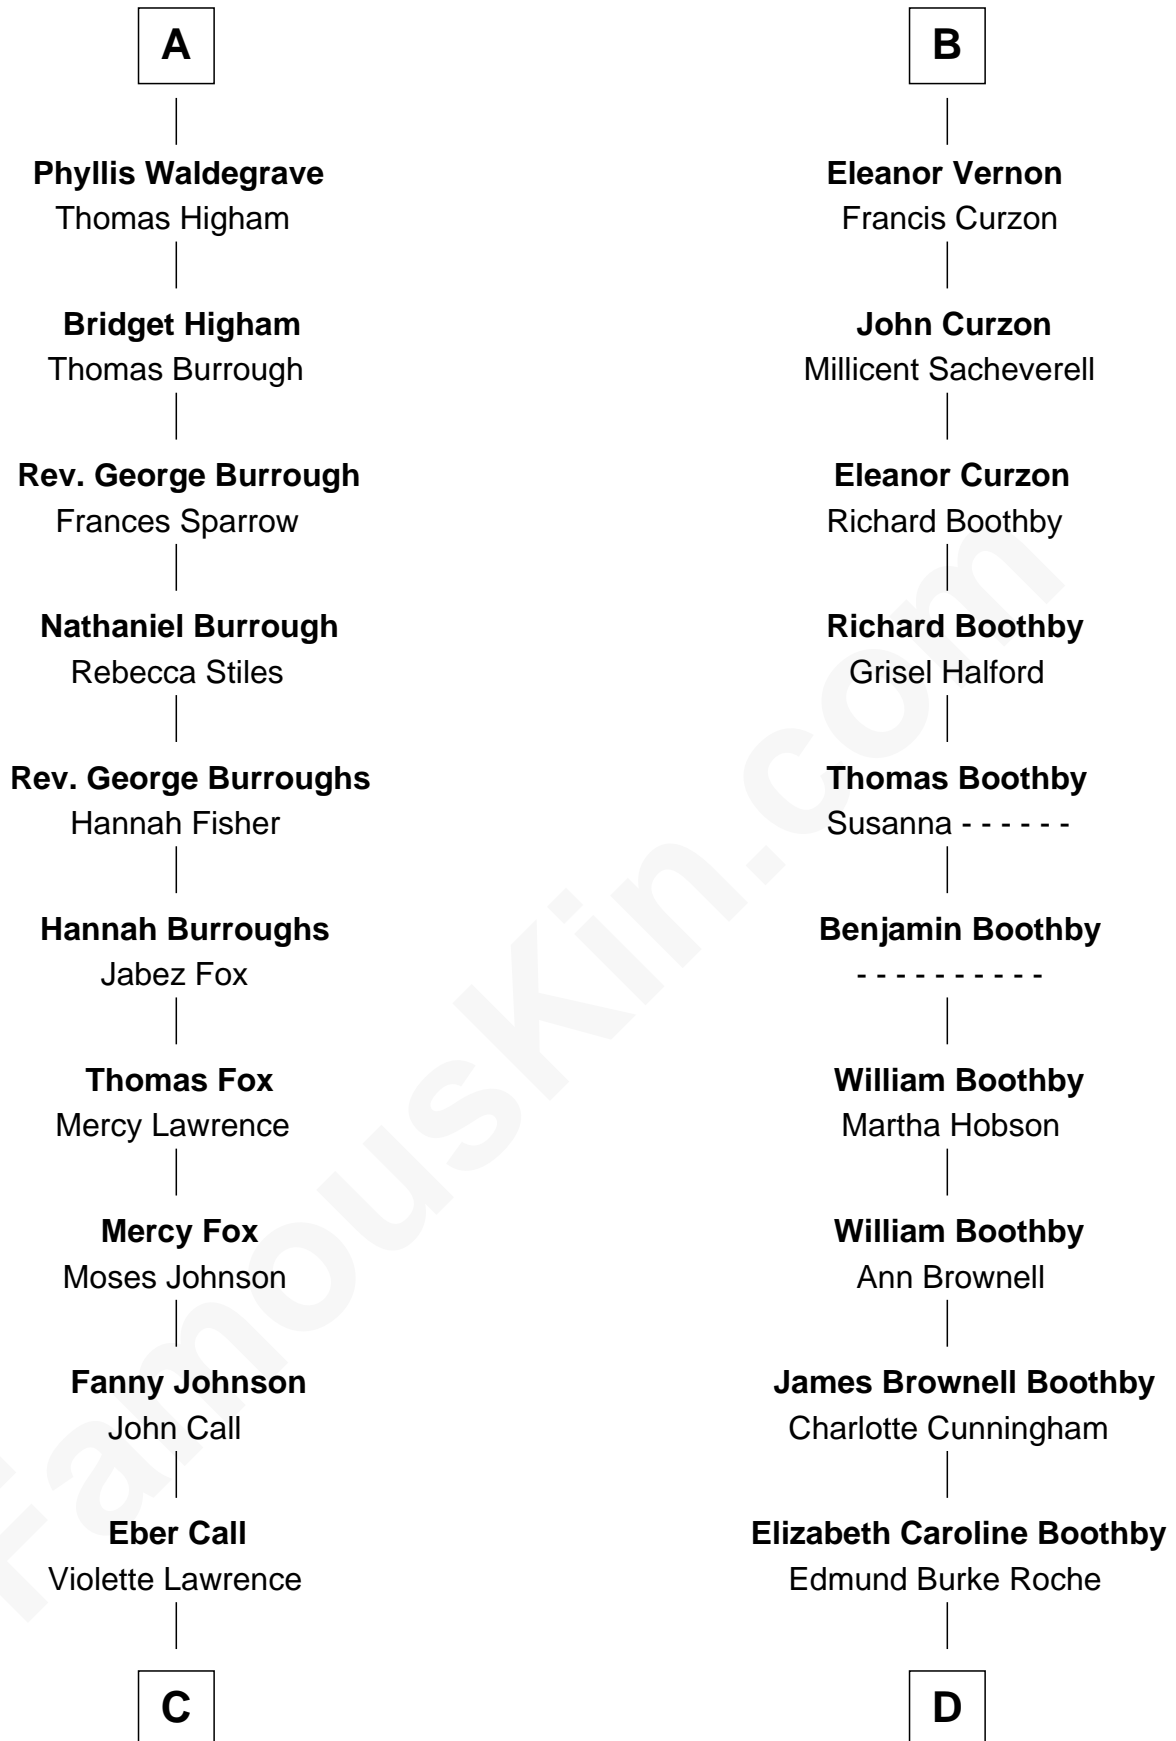 A
Phyllis Waldegrave
Thomas Higham
Bridget Higham
Thomas Burrough
Rev. George Burrough
Frances Sparrow
Nathaniel Burrough
Rebecca Stiles
Rev. George Burroughs
Hannah Fisher
Hannah Burroughs
Jabez Fox
Thomas Fox
Mercy Lawrence
Mercy Fox
Moses Johnson
Fanny Johnson
John Call
Eber Call
Violette Lawrence
C
B
Eleanor Vernon
Francis Curzon
John Curzon
Millicent Sacheverell
Eleanor Curzon
Richard Boothby
Richard Boothby
Grisel Halford
Thomas Boothby
Susanna - - - - - -
Benjamin Boothby
- - - - - - - - - -
William Boothby
Martha Hobson
William Boothby
Ann Brownell
James Brownell Boothby
Charlotte Cunningham
Elizabeth Caroline Boothby
Edmund Burke Roche
D
FamousKin.com